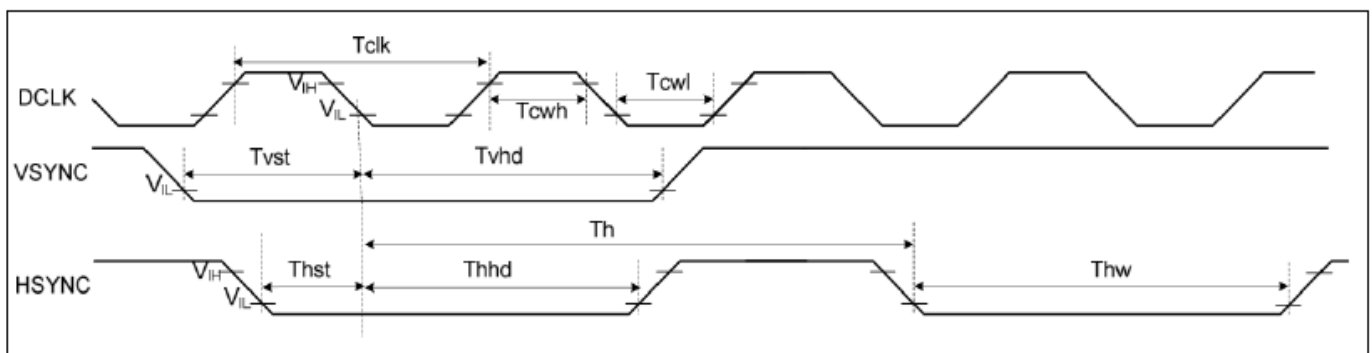 Tclk
DCLK VIH VIL Tcwh Tcwl
VSYNC VIL Tvst Tvhd
Th
HSYNC VIH VIL Thst Thhd Thw